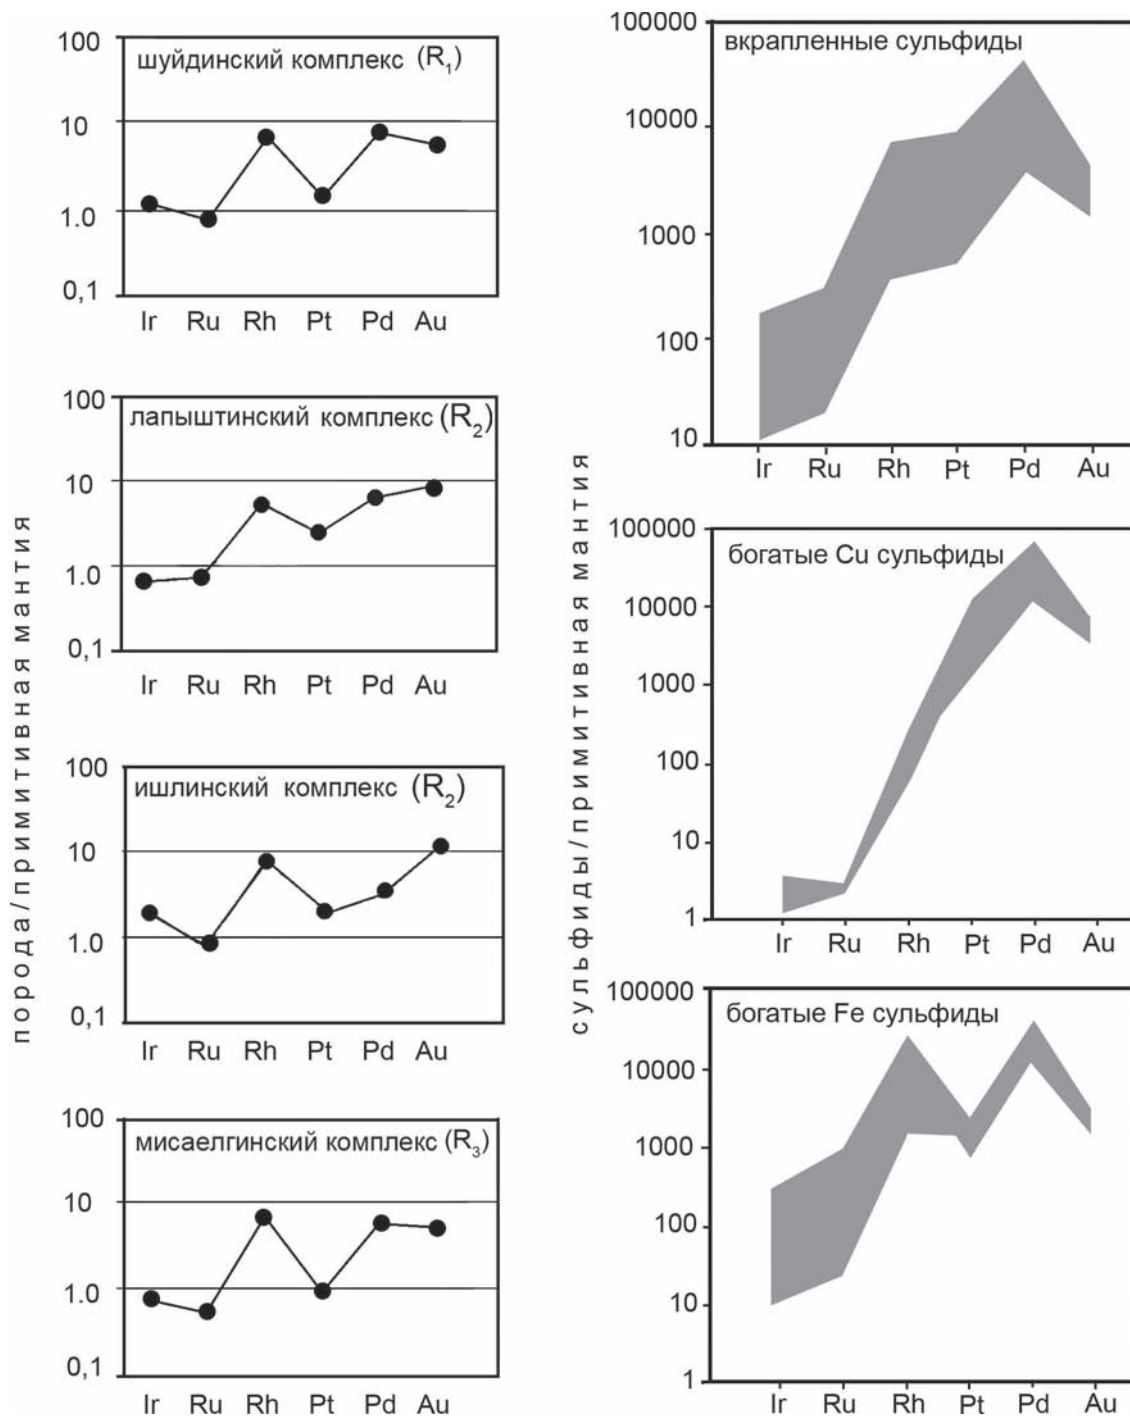 порода/примитивная мантия
шуйдинский комплекс (R₁)
100
10
1.0
0,1
Ir Ru Rh Pt Pd Au
лапыштинский комплекс (R₂)
100
10
1.0
0,1
Ir Ru Rh Pt Pd Au
ишлинский комплекс (R₂)
100
10
1.0
0,1
Ir Ru Rh Pt Pd Au
мисаелгинский комплекс (R₃)
100
10
1.0
0,1
Ir Ru Rh Pt Pd Au
сульфиды/примитивная мантия
вкрапленные сульфиды
100000
10000
1000
100
10
Ir Ru Rh Pt Pd Au
богатые Cu сульфиды
100000
10000
1000
100
10
1
Ir Ru Rh Pt Pd Au
богатые Fe сульфиды
100000
10000
1000
100
10
1
Ir Ru Rh Pt Pd Au